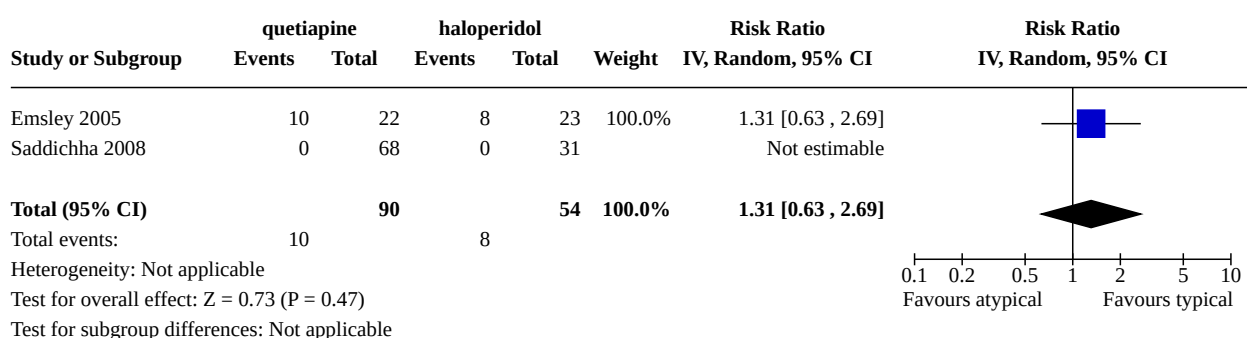 quetiapine haloperidol Risk Ratio Risk Ratio
Study or Subgroup Events Total Events Total Weight IV, Random, 95% CI IV, Random, 95% CI
Emsley 2005 10 22 8 23 100.0% 1.31 [0.63 , 2.69]
Saddichha 2008 0 68 0 31 Not estimable
Total (95% CI) 90 54 100.0% 1.31 [0.63 , 2.69]
Total events: 10 8
Heterogeneity: Not applicable
0.1 0.2 0.5 1 2 5 10
Test for overall effect: Z = 0.73 (P = 0.47) Favours atypical Favours typical
Test for subgroup differences: Not applicable